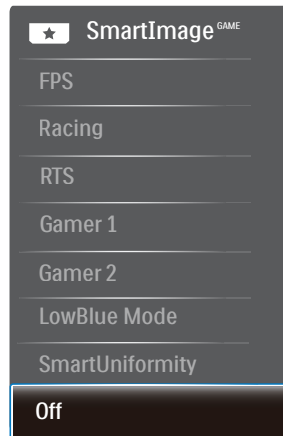 SmartImage GAME
FPS
Racing
RTS
Gamer 1
Gamer 2
LowBlue Mode
SmartUniformity
Off